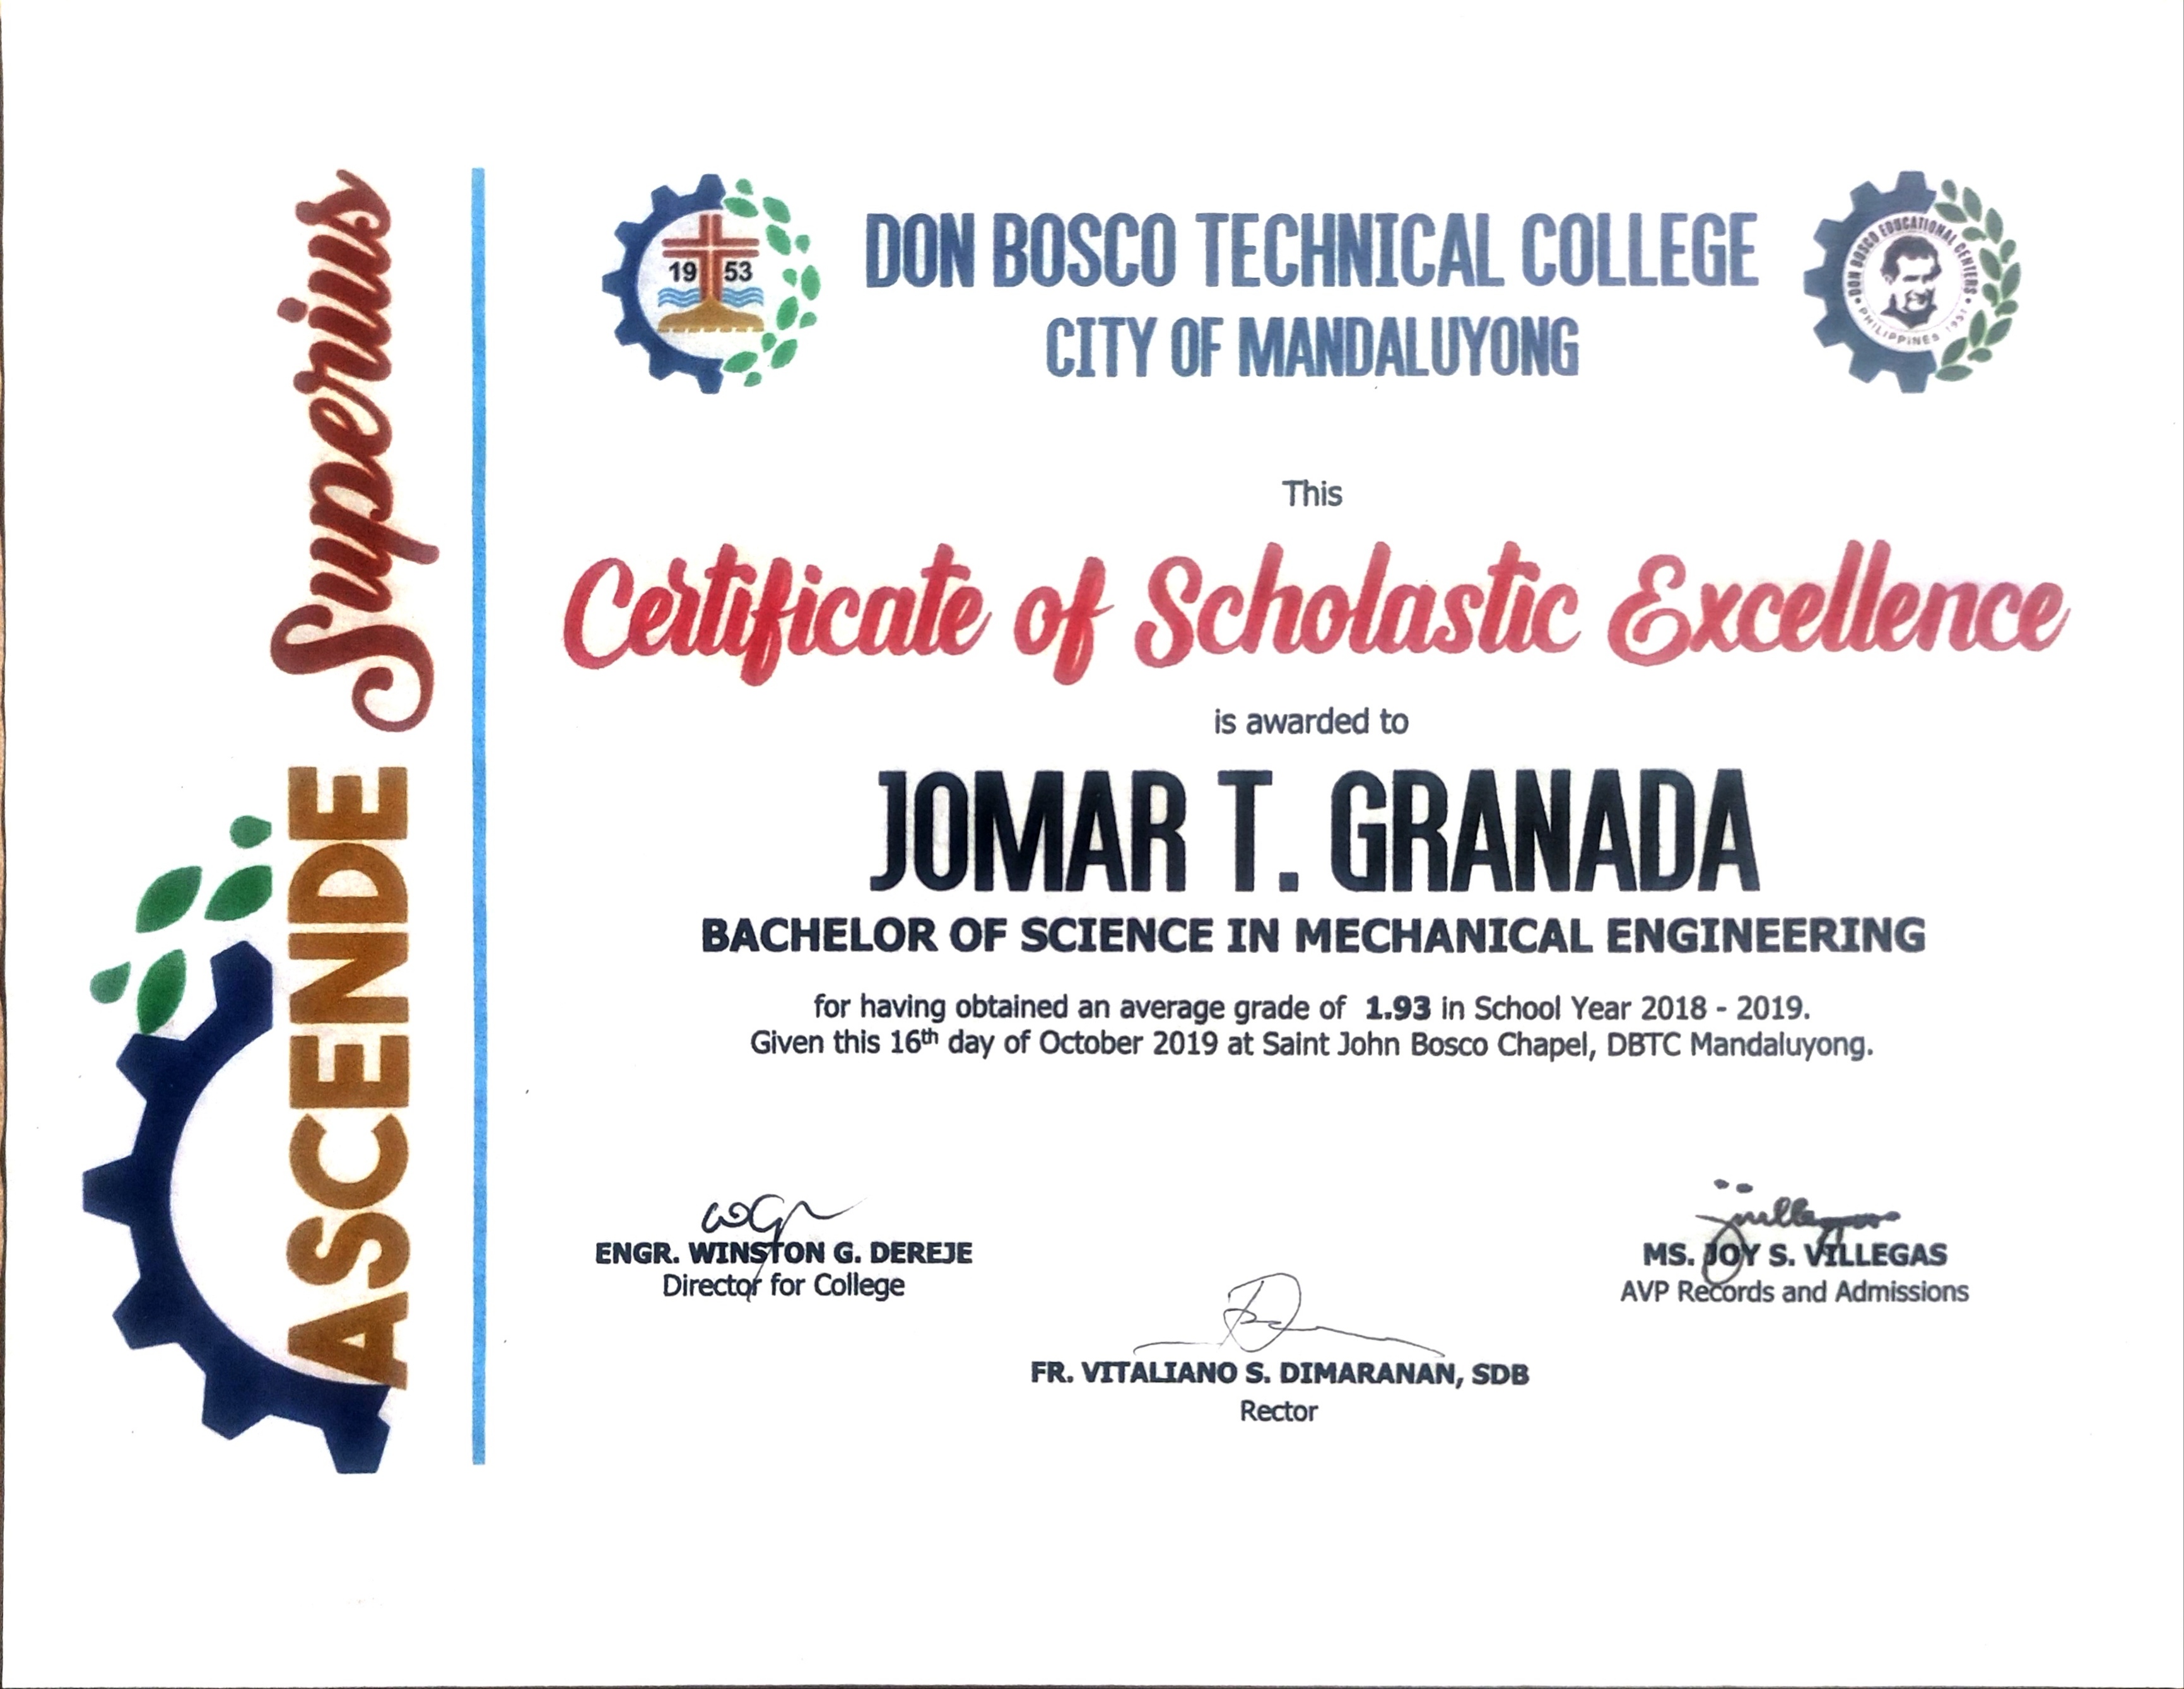 ASCENDE Superius
19 53
DON BOSCO TECHNICAL COLLEGE
CITY OF MANDALUYONG
DON BOSCO EDUCATIONAL CENTERS
PHILIPPINES 1951
This
Certificate of Scholastic Excellence
is awarded to
JOMAR T. GRANADA
BACHELOR OF SCIENCE IN MECHANICAL ENGINEERING
for having obtained an average grade of 1.93 in School Year 2018 - 2019.
Given this 16th day of October 2019 at Saint John Bosco Chapel, DBTC Mandaluyong.
ENGR. WINSTON G. DEREJE
Director for College
MS. JOY S. VILLEGAS
AVP Records and Admissions
FR. VITALIANO S. DIMARANAN, SDB
Rector